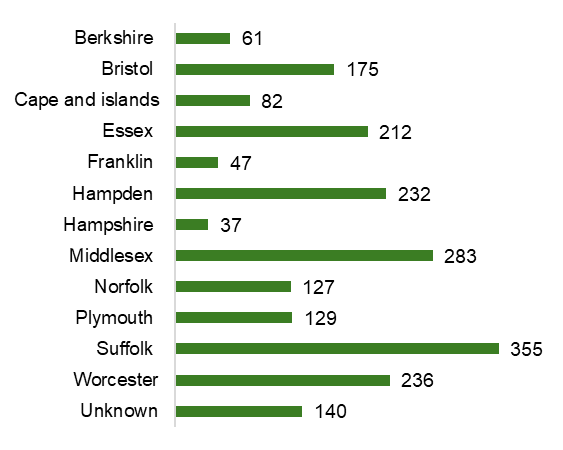 Berkshire 61
Bristol 175
Cape and islands 82
Essex 212
Franklin 47
Hampden 232
Hampshire 37
Middlesex 283
Norfolk 127
Plymouth 129
Suffolk 355
Worcester 236
Unknown 140